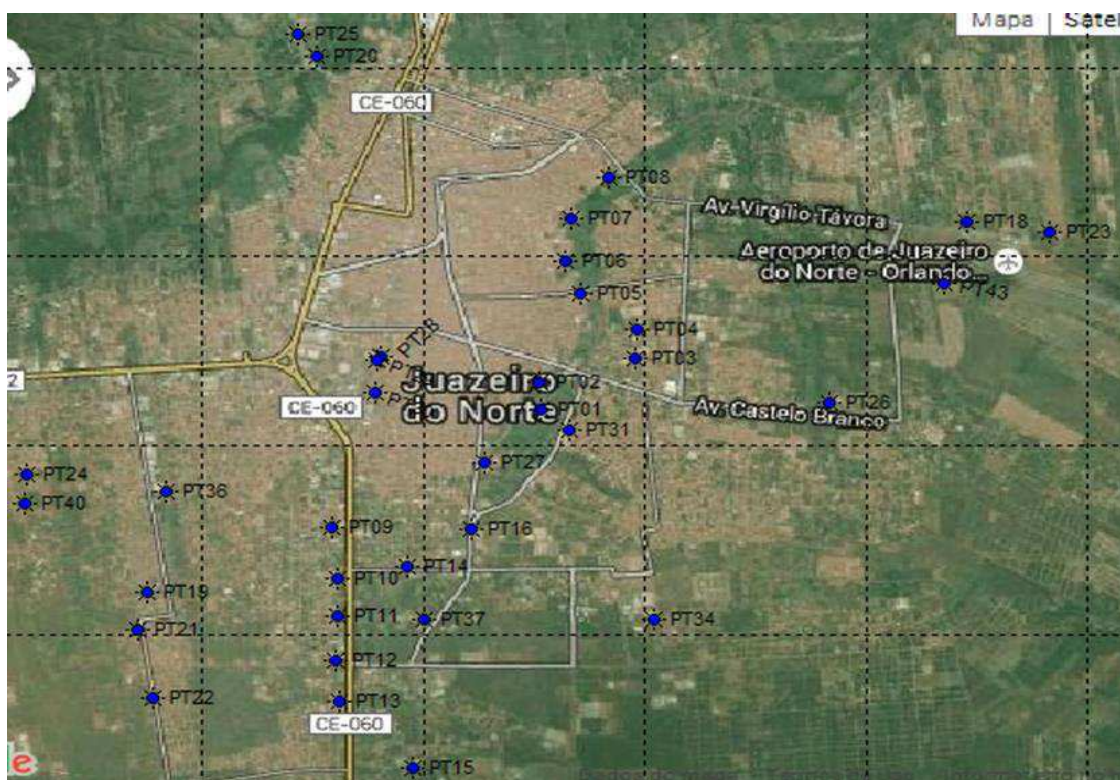 Mapa
PT25
PT20
CE-060
PT08
PT07
Av. Virgílio Távora
PT18
PT23
PT06
Aeroporto de Juazeiro
do Norte - Orlando...
PT05
PT43
PT04
PT28
PT03
2
Juazeiro
do Norte
PT02
CE-060
PT01
PT26
Av. Castelo Branco
PT31
PT27
PT24
PT36
PT40
PT09
PT16
PT14
PT10
PT19
PT11
PT37
PT34
PT21
PT12
PT22
PT13
CE-060
PT15
e